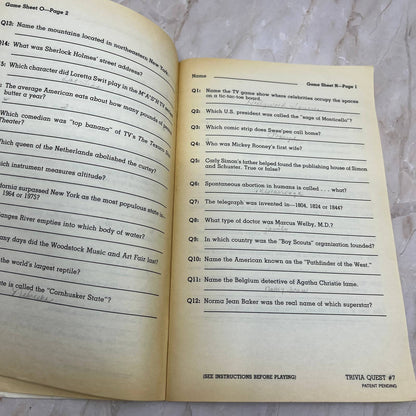 Game Sheet O—Page 2
Q13: Name the mountains located in northeastern New York.
Q14: What was Sherlock Holmes' street address?
Which character did Loretta Swit play in the M*A*S*H TV
The average American eats about how many pounds of
butter a year?
Which comedian was "top banana" of TV's The Texaco
Theater?
Which queen of the Netherlands abolished the
which instrument measures altitude?
surpassed New York as the most populous state in
1964 or 1975?
River empties into which body of water?
days did the Woodstock Music and Art Fair last?
the world's largest reptile?
state is called the "Cornhusker State"?
Nebraska
Name
Game Sheet N—Page 1
Q1: Name the TV game show where celebrities occupy the spaces
on a tic-tac-toe board.
Q2: Which U.S. president was called the "sage of Monticello"?
Q3: Which comic strip does Swee'pea call home?
Popeye
Q4: Who was Mickey Rooney's first wife?
Q5: Carly Simon's father helped found the publishing house of Simon
and Schuster. True or false?
Q6: Spontaneous abortion in humans is called . . . what?
miscarriage
Q7: The telegraph was invented in—1804, 1824 or 1844?
Q8: What type of doctor was Marcus Welby, M.D.?
Q9: In which country was the "Boy Scouts" organization founded?
Q10: Name the American known as the "Pathfinder of the West."
Q11: Name the Belgian detective of Agatha Christie fame.
Q12: Norma Jean Baker was the real name of which superstar?
(SEE INSTRUCTIONS BEFORE PLAYING)
TRIVIA QUEST #7
PATENT PENDING